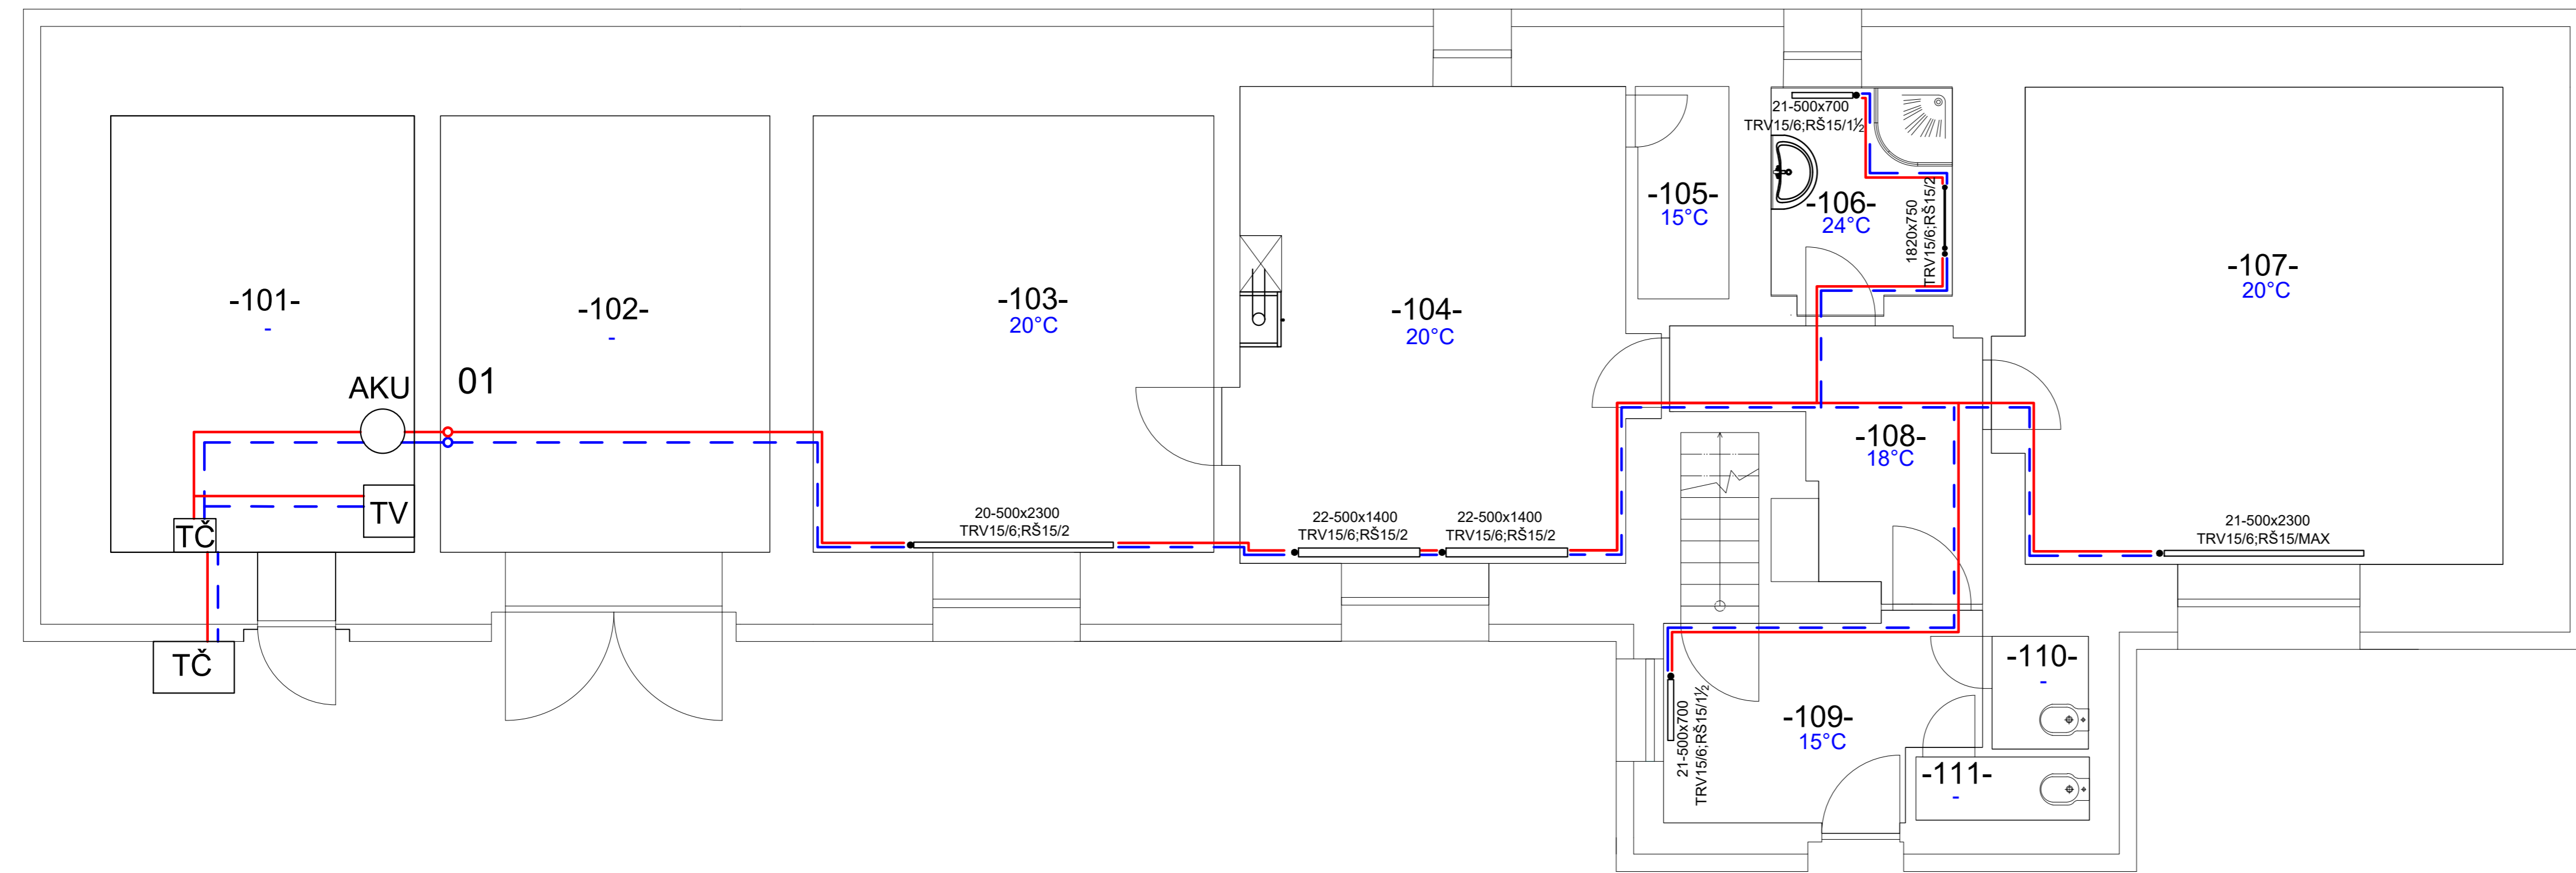 21-500x700
TRV15/6;RŠ15/1½
-105-
15°C
-106-
24°C
1820x750
TRV15/6;RŠ15/2
-107-
20°C
-101-
-
-102-
-
-103-
20°C
-104-
20°C
AKU
01
-108-
18°C
TV
TČ
20-500x2300
TRV15/6;RŠ15/2
22-500x1400
TRV15/6;RŠ15/2
22-500x1400
TRV15/6;RŠ15/2
21-500x2300
TRV15/6;RŠ15/MAX
TČ
21-500x700
TRV15/6;RŠ15/1½
-109-
15°C
-110-
-
-111-
-